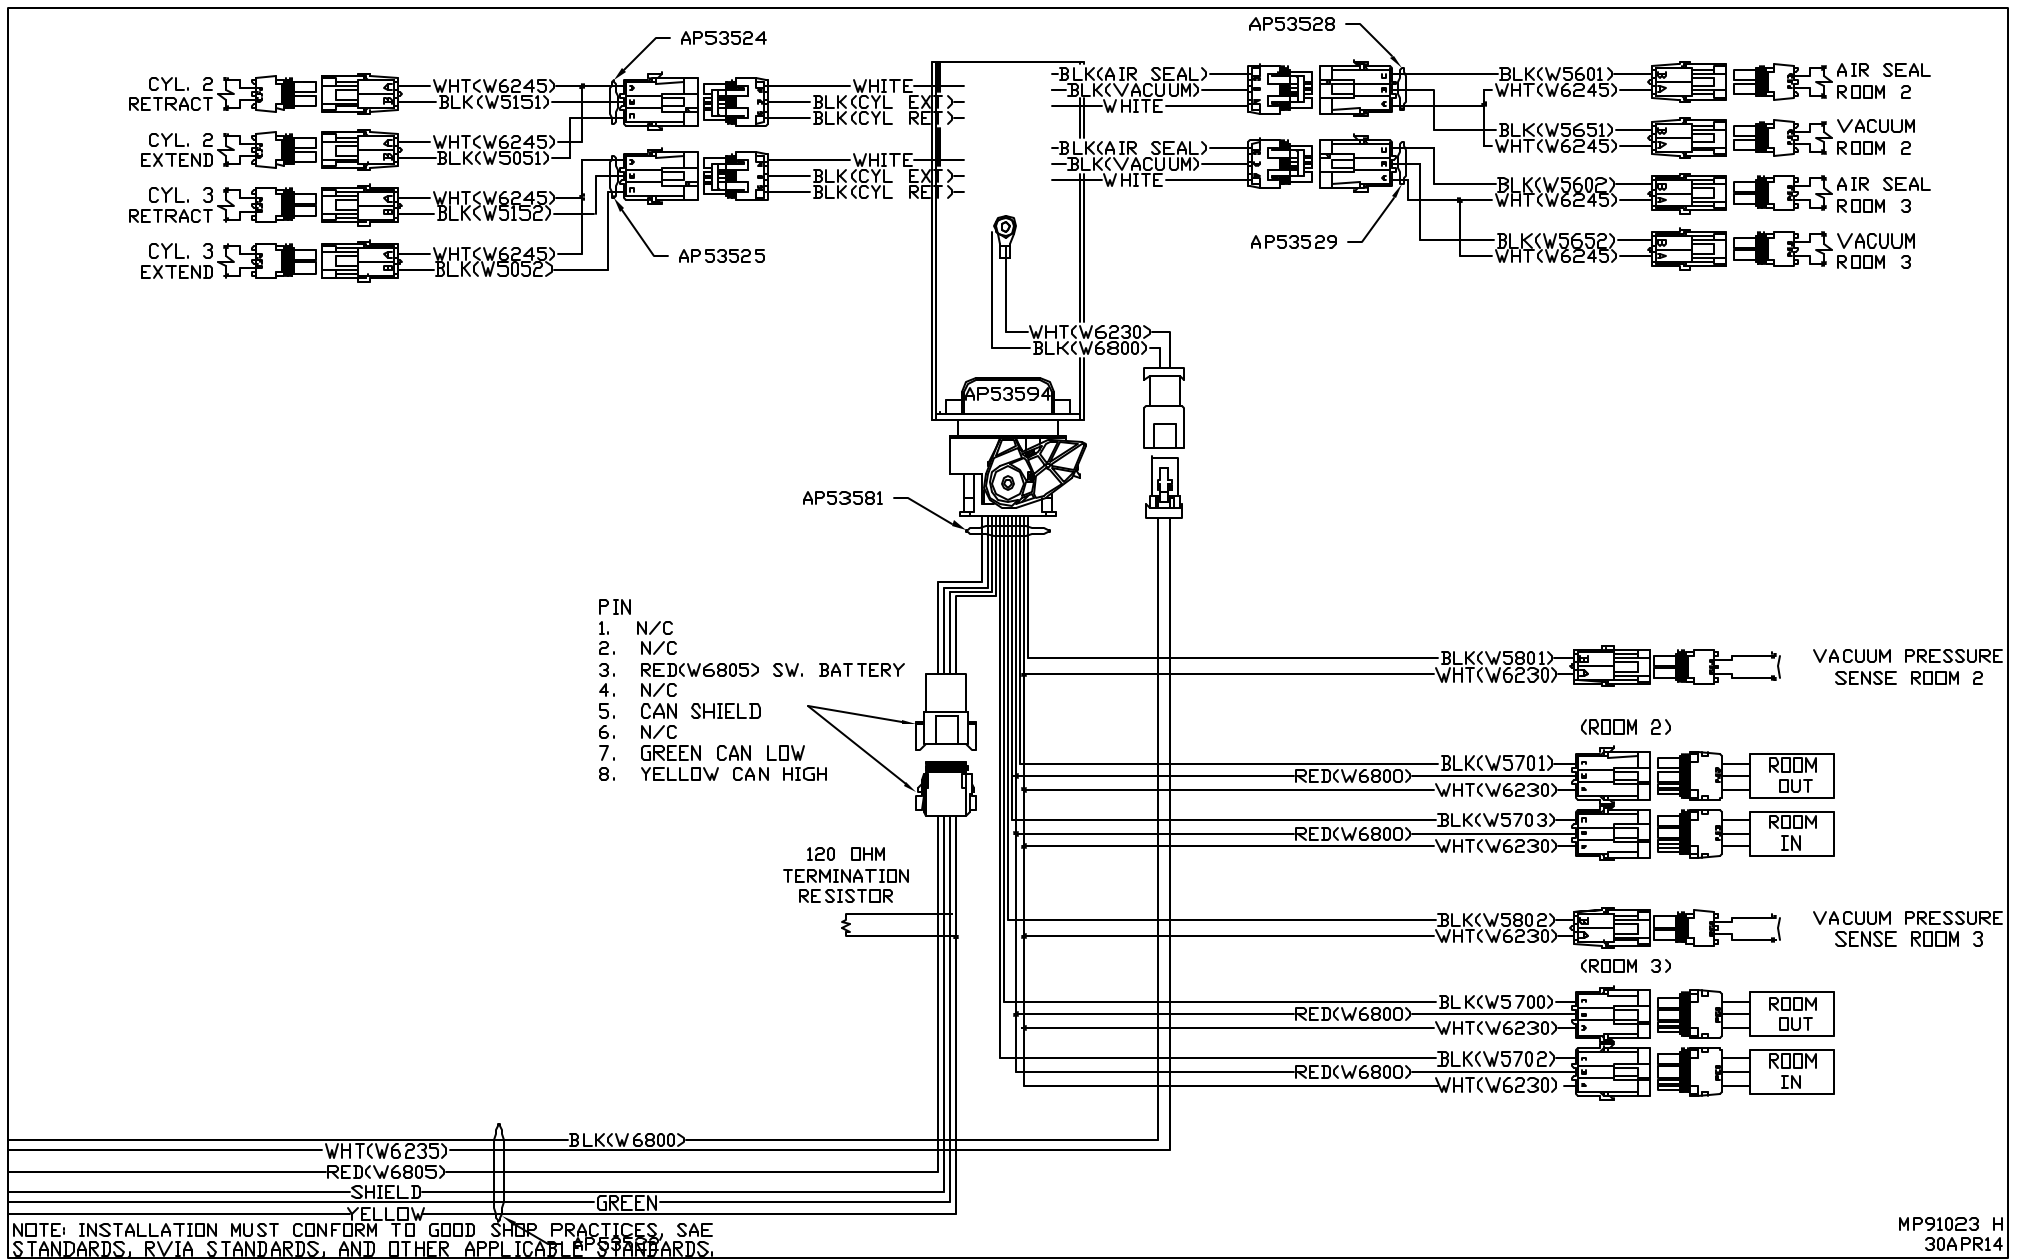 AP53524
AP53528
CYL. 2
RETRACT
WHT(W6245)
BLK(W5151)
WHITE
BLK(CYL EXT)
BLK(CYL RET)
BLK(AIR SEAL)
BLK(VACUUM)
WHITE
BLK(W5601)
WHT(W6245)
AIR SEAL
ROOM 2
CYL. 2
EXTEND
WHT(W6245)
BLK(W5051)
BLK(W5651)
WHT(W6245)
VACUUM
ROOM 2
WHITE
BLK(CYL EXT)
BLK(CYL RET)
BLK(AIR SEAL)
BLK(VACUUM)
WHITE
CYL. 3
RETRACT
WHT(W6245)
BLK(W5152)
BLK(W5602)
WHT(W6245)
AIR SEAL
ROOM 3
CYL. 3
EXTEND
WHT(W6245)
BLK(W5052)
AP53525
AP53529
BLK(W5652)
WHT(W6245)
VACUUM
ROOM 3
WHT(W6230)
BLK(W6800)
AP53594
AP53581
PIN
1. N/C
2. N/C
3. RED(W6805) SW. BATTERY
4. N/C
5. CAN SHIELD
6. N/C
7. GREEN CAN LOW
8. YELLOW CAN HIGH
BLK(W5801)
WHT(W6230)
VACUUM PRESSURE
SENSE ROOM 2
(ROOM 2)
BLK(W5701)
RED(W6800)
WHT(W6230)
ROOM
OUT
BLK(W5703)
RED(W6800)
WHT(W6230)
ROOM
IN
120 OHM
TERMINATION
RESISTOR
BLK(W5802)
WHT(W6230)
VACUUM PRESSURE
SENSE ROOM 3
(ROOM 3)
BLK(W5700)
RED(W6800)
WHT(W6230)
ROOM
OUT
BLK(W5702)
RED(W6800)
WHT(W6230)
ROOM
IN
BLK(W6800)
WHT(W6235)
RED(W6805)
SHIELD
GREEN
YELLOW
NOTE: INSTALLATION MUST CONFORM TO GOOD SHOP PRACTICES, SAE
STANDARDS, RVIA STANDARDS, AND OTHER APPLICABLE STANDARDS.
MP91023 H
30APR14